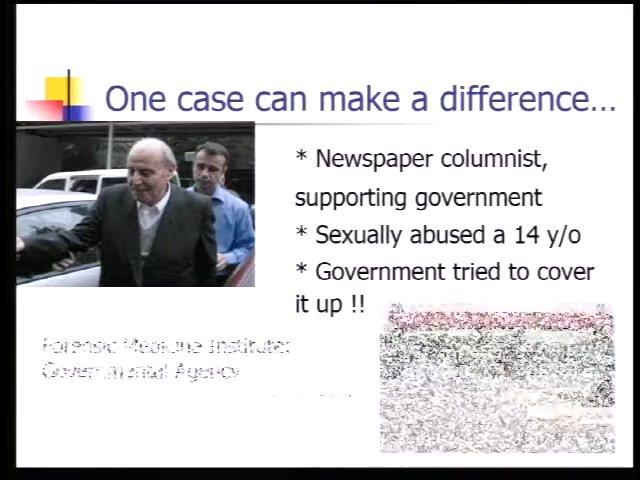 One case can make a difference...
* Newspaper columnist,
supporting government
* Sexually abused a 14 y/o
* Government tried to cover
it up !!
Forensic Medicine Institute:
Governmental Agency